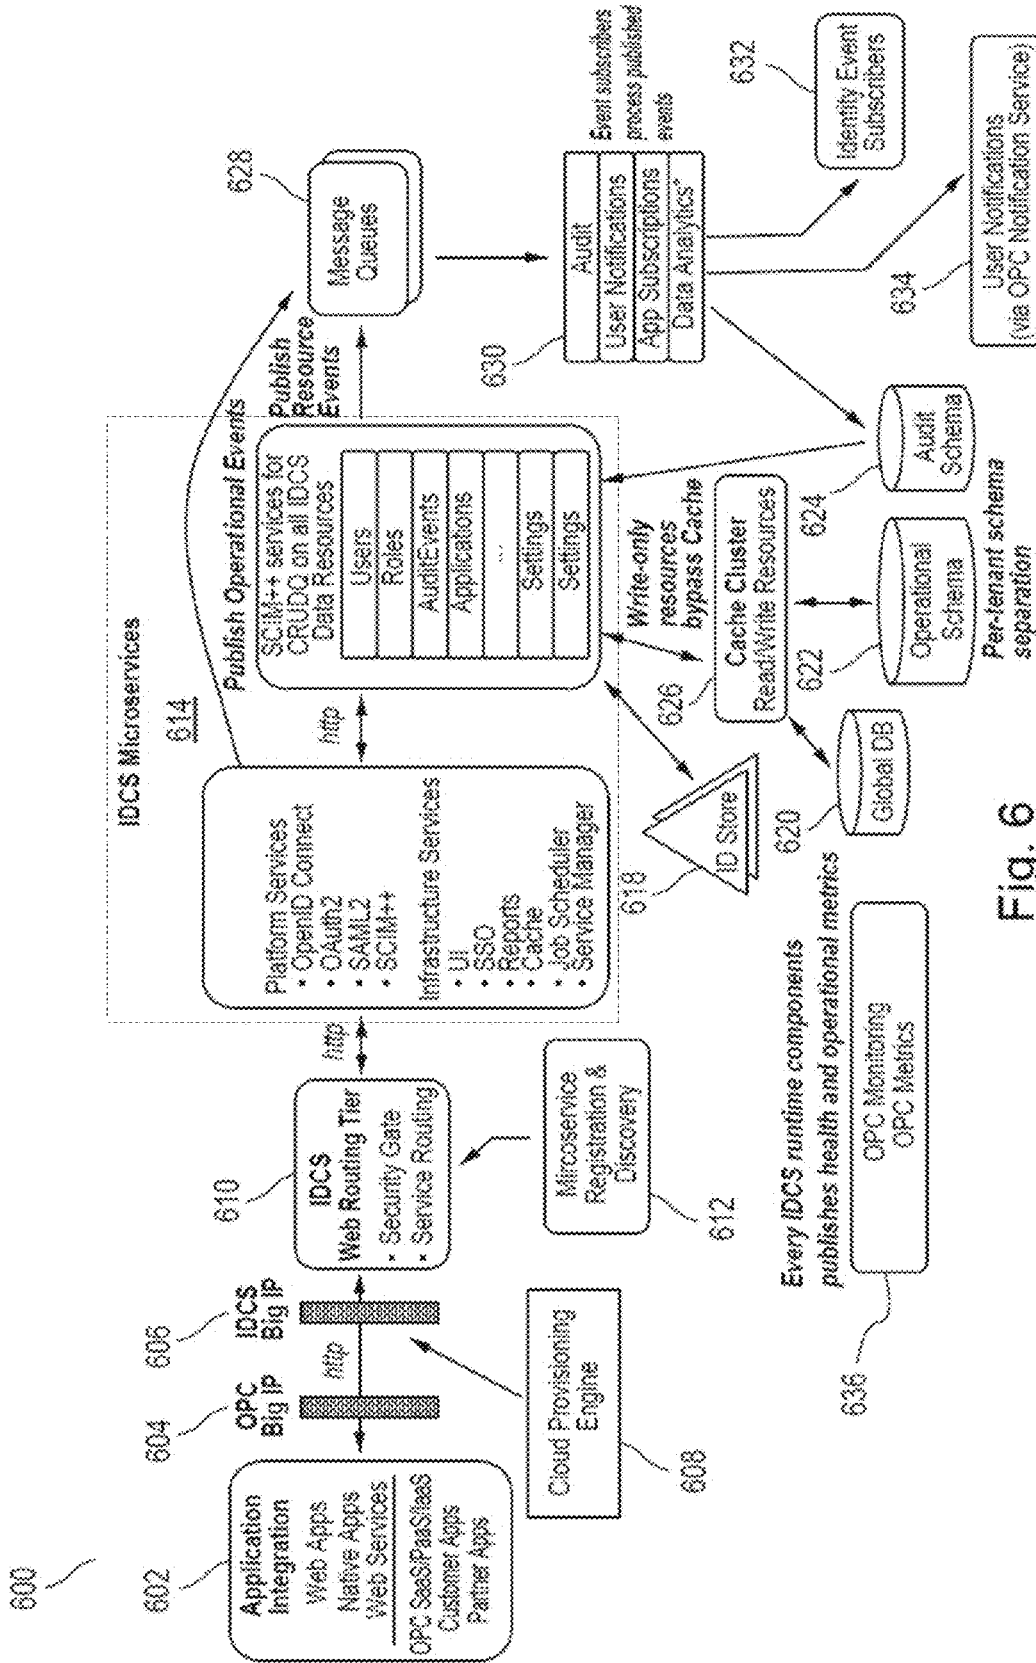 600
602
Application
Integration
Web Apps
Native Apps
Web Services
OPC SaaS/PaaS/IaaS
Customer Apps
Partner Apps
604
OPC
Big IP
http
606
IDCS
Big IP
Cloud Provisioning
Engine
608
610
IDCS
Web Routing Tier
• Security Gate
• Service Routing
Mircoservice
Registration &
Discovery
612
http
IDCS Microservices
614
Platform Services
• OpenID Connect
• OAuth2
• SAML2
• SCIM++
Infrastructure Services
• UI
• SSO
• Reports
• Cache
• Job Scheduler
• Service Manager
http
Publish Operational Events
SCIM++ services for
CRUDQ on all IDCS
Data Resources
Users
Roles
AuditEvents
Applications
...
Settings
Settings
Publish
Resource
Events
628
Message
Queues
630
Audit
User Notifications
App Subscriptions
Data Analytics*
Event subscribers
process published
events
632
Identity Event
Subscribers
634
User Notifications
(via OPC Notification Service)
618
ID Store
Write-only
resources
bypass Cache
626
Cache Cluster
Read/Write Resources
620
Global DB
622
Operational
Schema
624
Audit
Schema
Per-tenant schema
separation
Every IDCS runtime components
publishes health and operational metrics
OPC Monitoring
OPC Metrics
636
Fig. 6